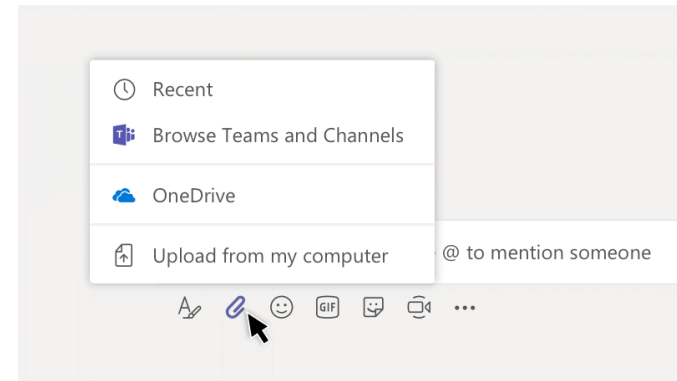 Recent
Browse Teams and Channels
OneDrive
Upload from my computer
@ to mention someone
GIF